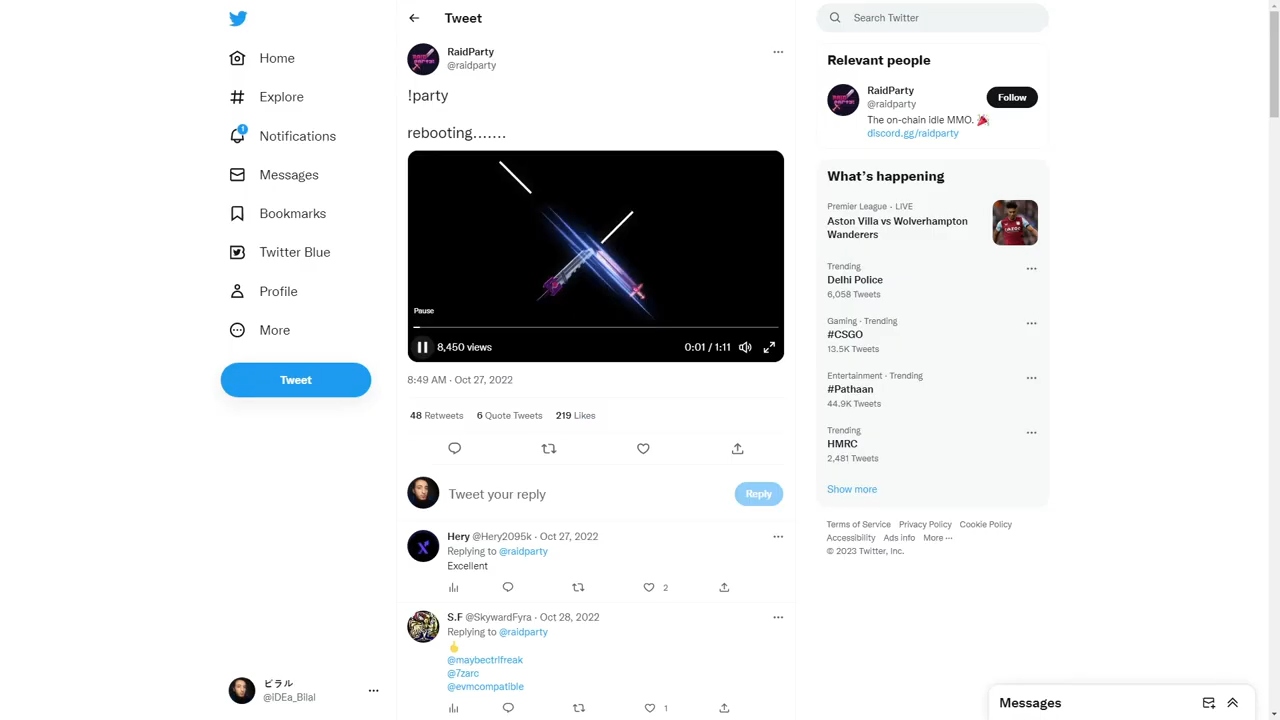 Home
Explore
1
Notifications
Messages
Bookmarks
Twitter Blue
Profile
More
Tweet
ビラル
@iDEa_Bilal
Tweet
RaidParty
@raidparty
!party
rebooting.......
Pause
8,450 views
0:01 / 1:11
8:49 AM · Oct 27, 2022
48 Retweets 6 Quote Tweets 219 Likes
Tweet your reply
Reply
Hery @Hery2095k · Oct 27, 2022
Replying to @raidparty
Excellent
2
S.F @SkywardFyra · Oct 28, 2022
Replying to @raidparty
@maybectrlfreak
@7zarc
@evmcompatible
1
Search Twitter
Relevant people
RaidParty
@raidparty
Follow
The on-chain idle MMO.
discord.gg/raidparty
What's happening
Premier League · LIVE
Aston Villa vs Wolverhampton
Wanderers
Trending
Delhi Police
6,058 Tweets
Gaming · Trending
#CSGO
13.5K Tweets
Entertainment · Trending
#Pathaan
44.9K Tweets
Trending
HMRC
2,481 Tweets
Show more
Terms of Service Privacy Policy Cookie Policy
Accessibility Ads info More ···
© 2023 Twitter, Inc.
Messages